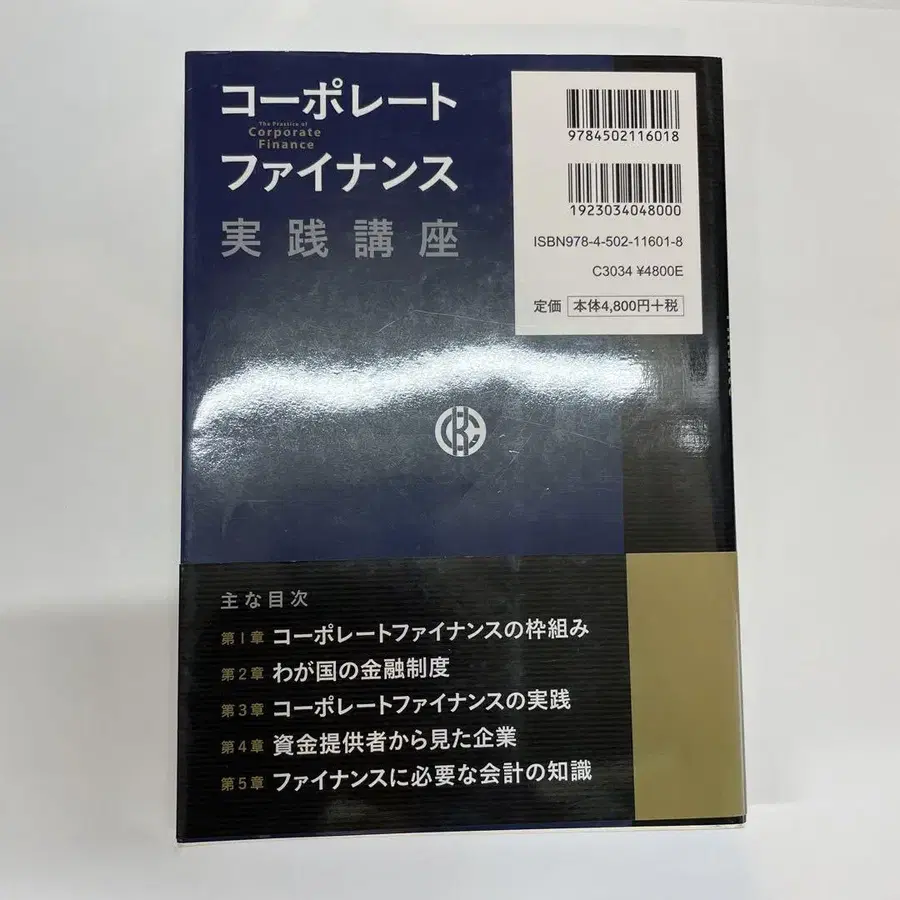 コーポレート
The Practice of
Corporate
Finance
ファイナンス
実践講座
9784502116018
1923034048000
ISBN978-4-502-11601-8
C3034 ¥4800E
定価 本体4,800円+税
主な目次
第1章 コーポレートファイナンスの枠組み
第2章 わが国の金融制度
第3章 コーポレートファイナンスの実践
第4章 資金提供者から見た企業
第5章 ファイナンスに必要な会計の知識